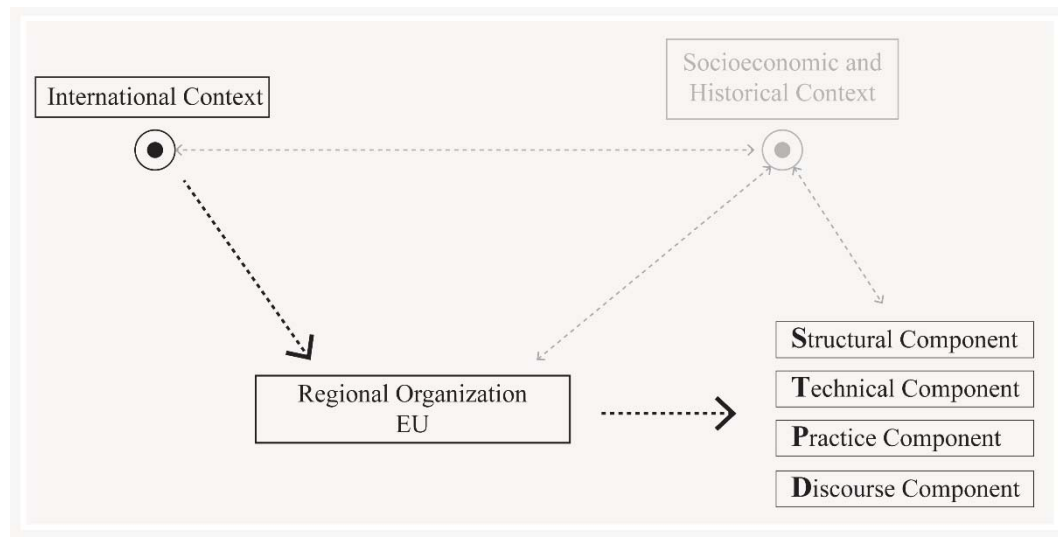 Socioeconomic and
Historical Context
International Context
Structural Component
Technical Component
Regional Organization
EU
Practice Component
Discourse Component